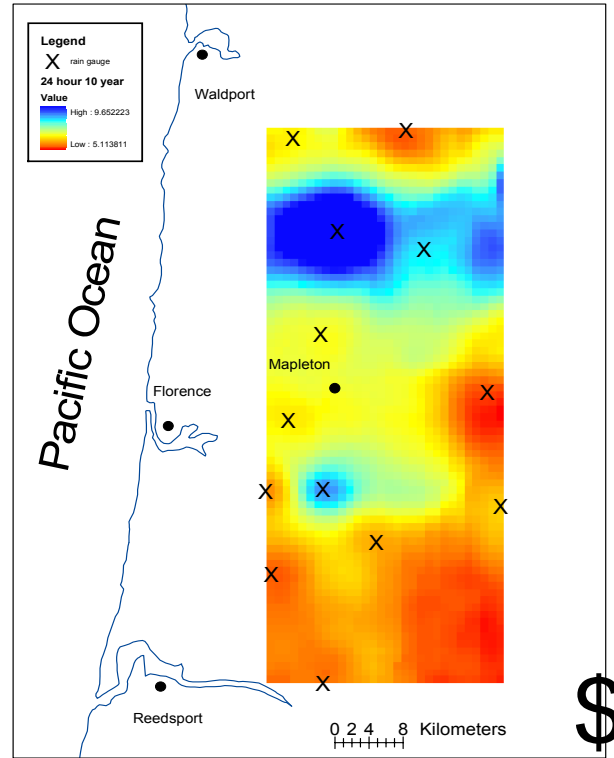 Legend
X rain gauge
24 hour 10 year
Value
High : 9.652223
Low : 5.113811
Waldport
X
X
X
X
Pacific Ocean
X
Mapleton
Florence
X
X
X
X
X
X
X
X
Reedsport
0 2 4 8 Kilometers
$